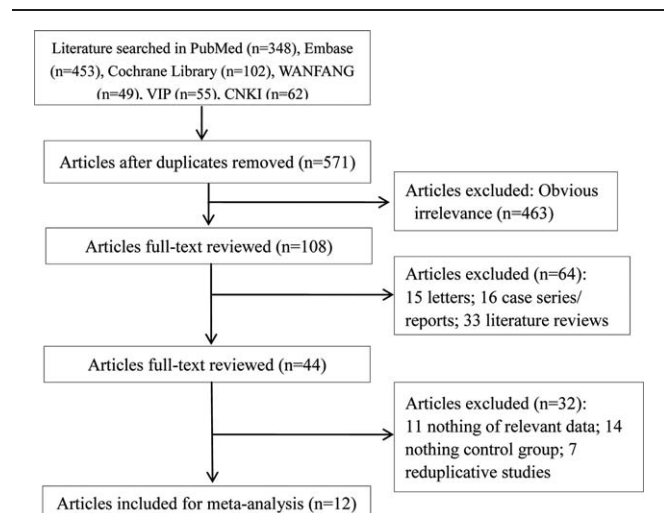 Literature searched in PubMed (n=348), Embase
(n=453), Cochrane Library (n=102), WANFANG
(n=49), VIP (n=55), CNKI (n=62)
Articles after duplicates removed (n=571)
Articles excluded: Obvious
irrelevance (n=463)
Articles full-text reviewed (n=108)
Articles excluded (n=64):
15 letters; 16 case series/
reports; 33 literature reviews
Articles full-text reviewed (n=44)
Articles excluded (n=32):
11 nothing of relevant data; 14
nothing control group; 7
reduplicative studies
Articles included for meta-analysis (n=12)